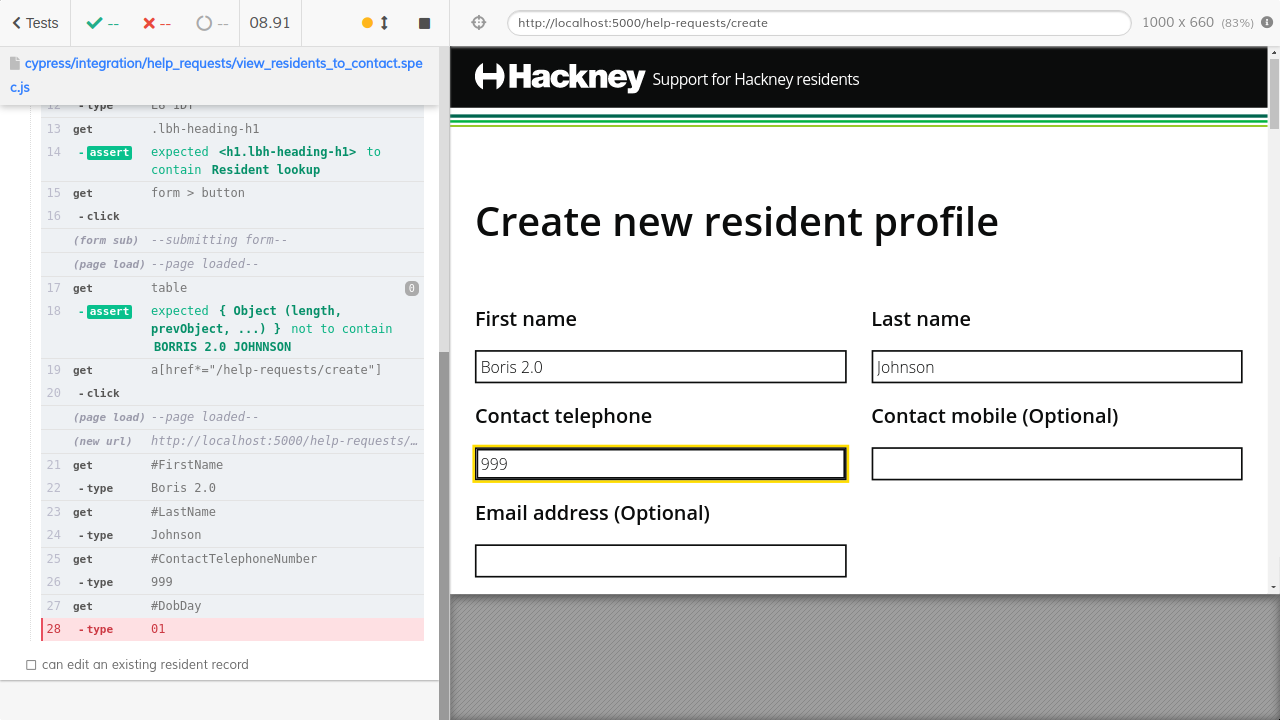 Tests
--
--
--
08.91
http://localhost:5000/help-requests/create
1000 x 660 (83%)
cypress/integration/help_requests/view_residents_to_contact.spe
c.js
12 - type E8 1DY
13 get .lbh-heading-h1
14 - assert expected <h1.lbh-heading-h1> to
contain Resident lookup
15 get form > button
16 - click
(form sub) --submitting form--
(page load) --page loaded--
17 get table 0
18 - assert expected { Object (length,
prevObject, ...) } not to contain
BORRIS 2.0 JOHNNSON
19 get a[href*="/help-requests/create"]
20 - click
(page load) --page loaded--
(new url) http://localhost:5000/help-requests/…
21 get #FirstName
22 - type Boris 2.0
23 get #LastName
24 - type Johnson
25 get #ContactTelephoneNumber
26 - type 999
27 get #DobDay
28 - type 01
can edit an existing resident record
Hackney Support for Hackney residents
Create new resident profile
First name
Last name
Boris 2.0
Johnson
Contact telephone
Contact mobile (Optional)
999
Email address (Optional)